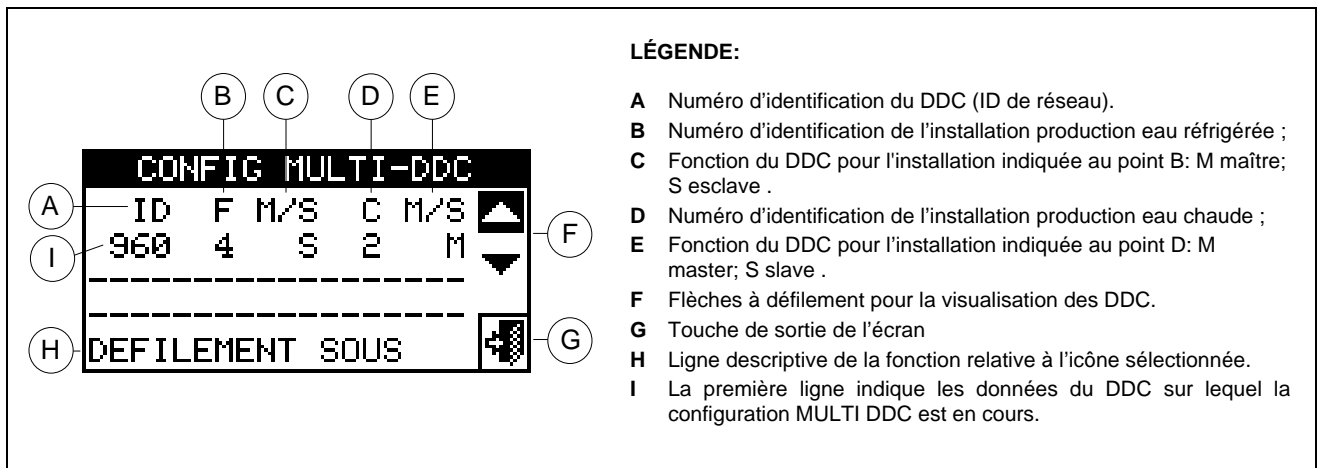 B C D E
CONFIG MULTI-DDC
A ID F M/S C M/S
I 960 4 S 2 M
F
H DEFILEMENT SOUS
G
LÉGENDE:
A Numéro d’identification du DDC (ID de réseau).
B Numéro d’identification de l’installation production eau réfrigérée ;
C Fonction du DDC pour l'installation indiquée au point B: M maître;
S esclave .
D Numéro d’identification de l’installation production eau chaude ;
E Fonction du DDC pour l’installation indiquée au point D: M
master; S slave .
F Flèches à défilement pour la visualisation des DDC.
G Touche de sortie de l’écran
H Ligne descriptive de la fonction relative à l’icône sélectionnée.
I La première ligne indique les données du DDC sur lequel la
configuration MULTI DDC est en cours.